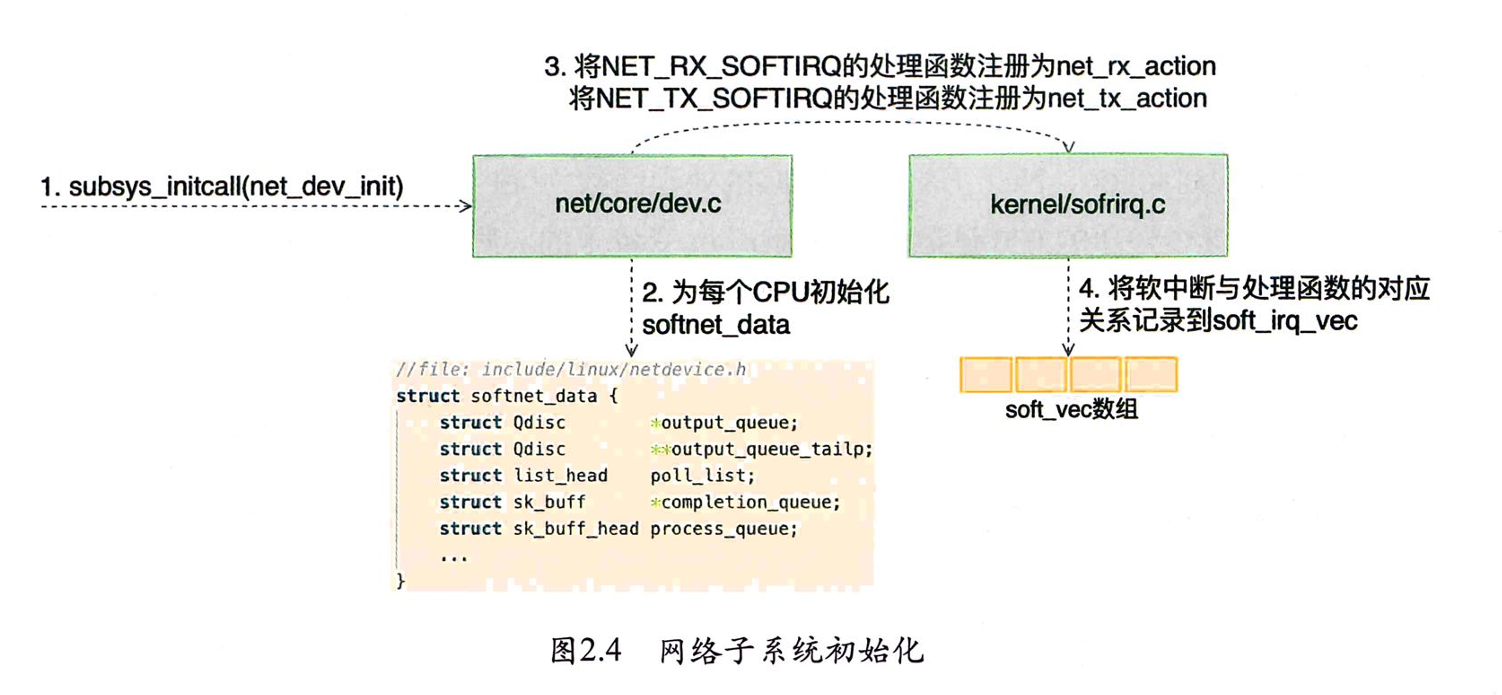 3. 将NET_RX_SOFTIRQ的处理函数注册为net_rx_action
将NET_TX_SOFTIRQ的处理函数注册为net_tx_action
1. subsys_initcall(net_dev_init)
net/core/dev.c
kernel/sofrirq.c
2. 为每个CPU初始化
softnet_data
4. 将软中断与处理函数的对应
关系记录到soft_irq_vec
//file: include/linux/netdevice.h
struct softnet_data {
struct Qdisc *output_queue;
struct Qdisc **output_queue_tailp;
struct list_head poll_list;
struct sk_buff *completion_queue;
struct sk_buff_head process_queue;
...
}
soft_vec数组
图2.4 网络子系统初始化